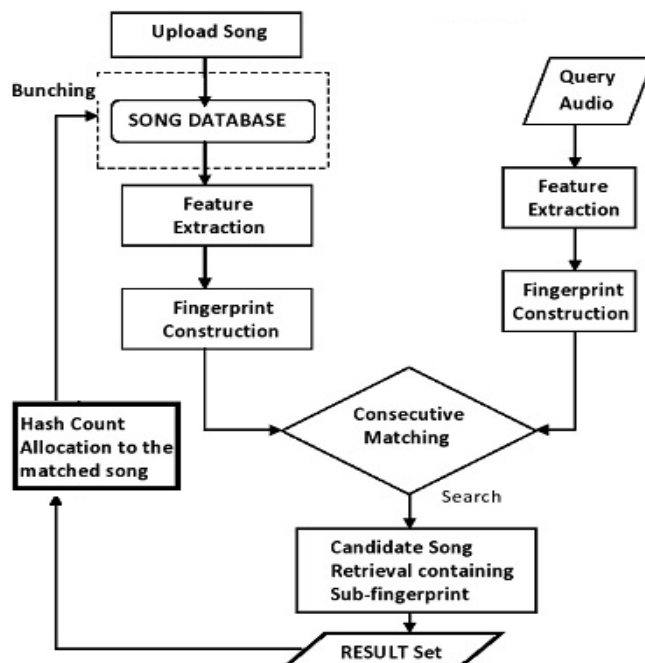 Upload Song
Bunching
SONG DATABASE
Feature
Extraction
Fingerprint
Construction
Query
Audio
Feature
Extraction
Fingerprint
Construction
Consecutive
Matching
Hash Count
Allocation to the
matched song
Search
Candidate Song
Retrieval containing
Sub-fingerprint
RESULT Set